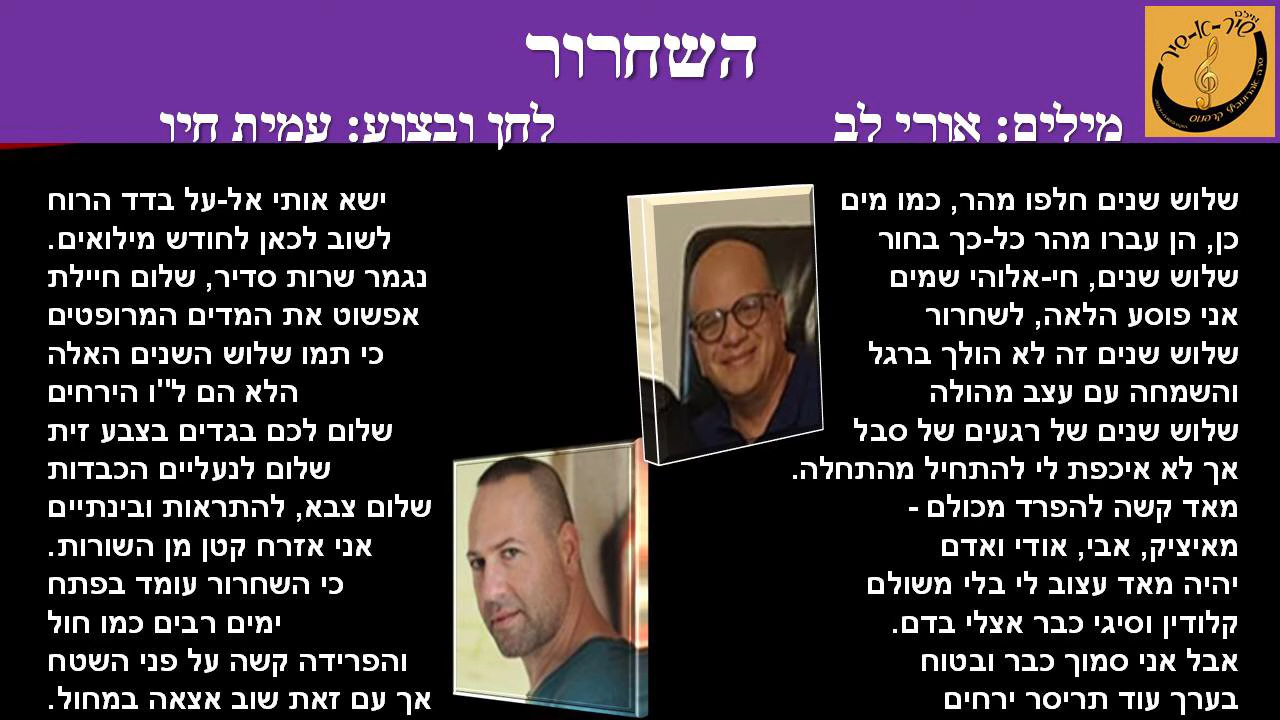 השחרור
מילים: אורי לב
לחן ובצוע: עמית חיו
מילים
שיר-א-שיר
שלוש שנים חלפו מהר, כמו מים
כן, הן עברו מהר כל-כך בחור
שלוש שנים, חי-אלוהי שמים
אני פוסע הלאה, לשחרור
שלוש שנים זה לא הולך ברגל
והשמחה עם עצב מהולה
שלוש שנים של רגעים של סבל
אך לא איכפת לי להתחיל מהתחלה.
מאד קשה להפרד מכולם -
מאיציק, אבי, אודי ואדם
יהיה מאד עצוב לי בלי משולם
קלודין וסיגי כבר אצלי בדם.
אבל אני סמוך כבר ובטוח
בערך עוד תריסר ירחים
ישא אותי אל-על בדד הרוח
לשוב לכאן לחודש מילואים.
נגמר שרות סדיר, שלום חיילת
אפשוט את המדים המרופטים
כי תמו שלוש השנים האלה
הלא הם ל''ו הירחים
שלום לכם בגדים בצבע זית
שלום לנעליים הכבדות
שלום צבא, להתראות ובינתיים
אני אזרח קטן מן השורות.
כי השחרור עומד בפתח
ימים רבים כמו חול
והפרידה קשה על פני השטח
אך עם זאת שוב אצאה במחול.